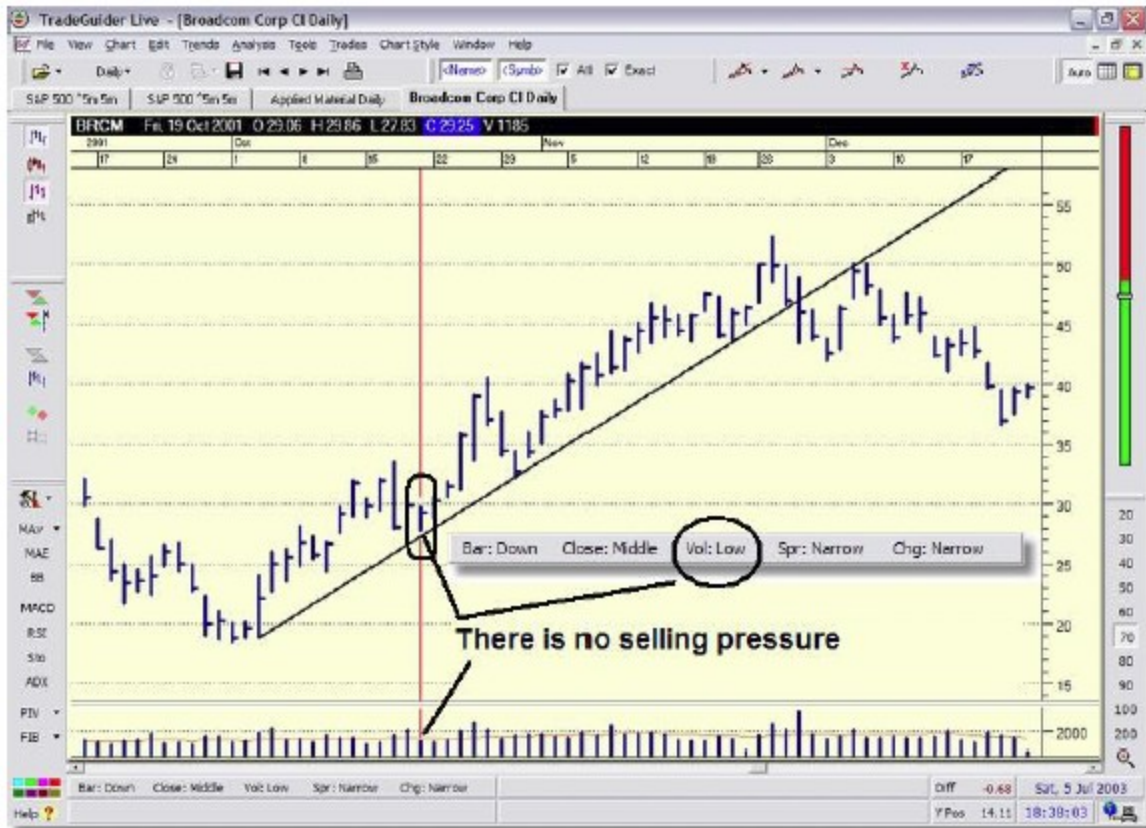 TradeGuider Live - [Broadcom Corp Cl Daily]
File View Chart Edit Trends Analysis Tools Trades Chart Style Window Help
Daily <Name> <Symb> All Exact Auto
S&P 500 ^5m 5m S&P 500 ^5m 5m Applied Material Daily Broadcom Corp Cl Daily
BRCM Fri, 19 Oct 2001 O 29.06 H 29.86 L 27.83 C 29.25 V 1185
2001 Oct Nov Dec
17 24 1 8 15 22 29 5 12 19 26 3 10 17
55
50
45
40
35
30
25
20
15
2000
Bar: Down Close: Middle Vol: Low Spr: Narrow Chg: Narrow
There is no selling pressure
MAV
MAE
BB
MACD
RSI
Sto
ADX
PIV
FIB
20
30
40
50
60
70
80
90
100
200
Bar: Down Close: Middle Vol: Low Spr: Narrow Chg: Narrow Diff -0.68 Sat, 5 Jul 2003
Help ? Y Pos 14.11 18:38:03